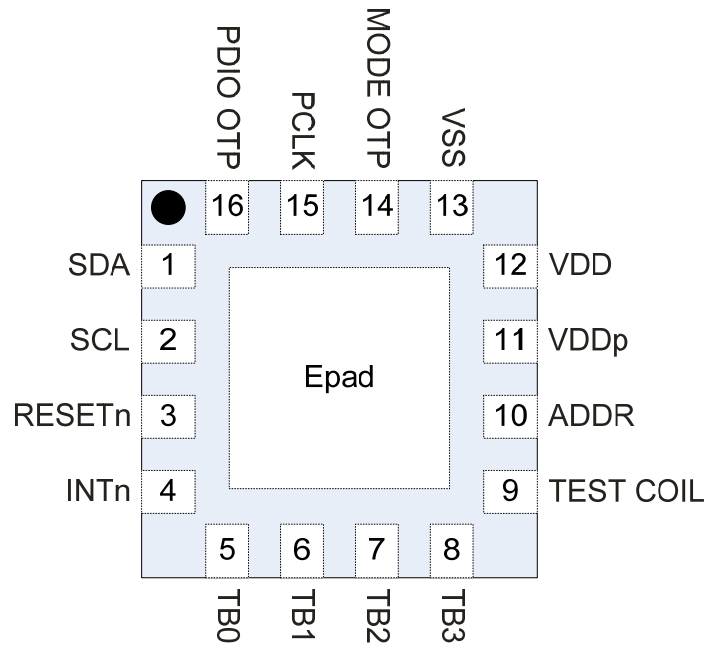 PDIO OTP
PCLK
MODE OTP
VSS
16
15
14
13
SDA
1
12
VDD
SCL
2
11
VDDp
Epad
RESETn
3
10
ADDR
INTn
4
9
TEST COIL
5
6
7
8
TB0
TB1
TB2
TB3